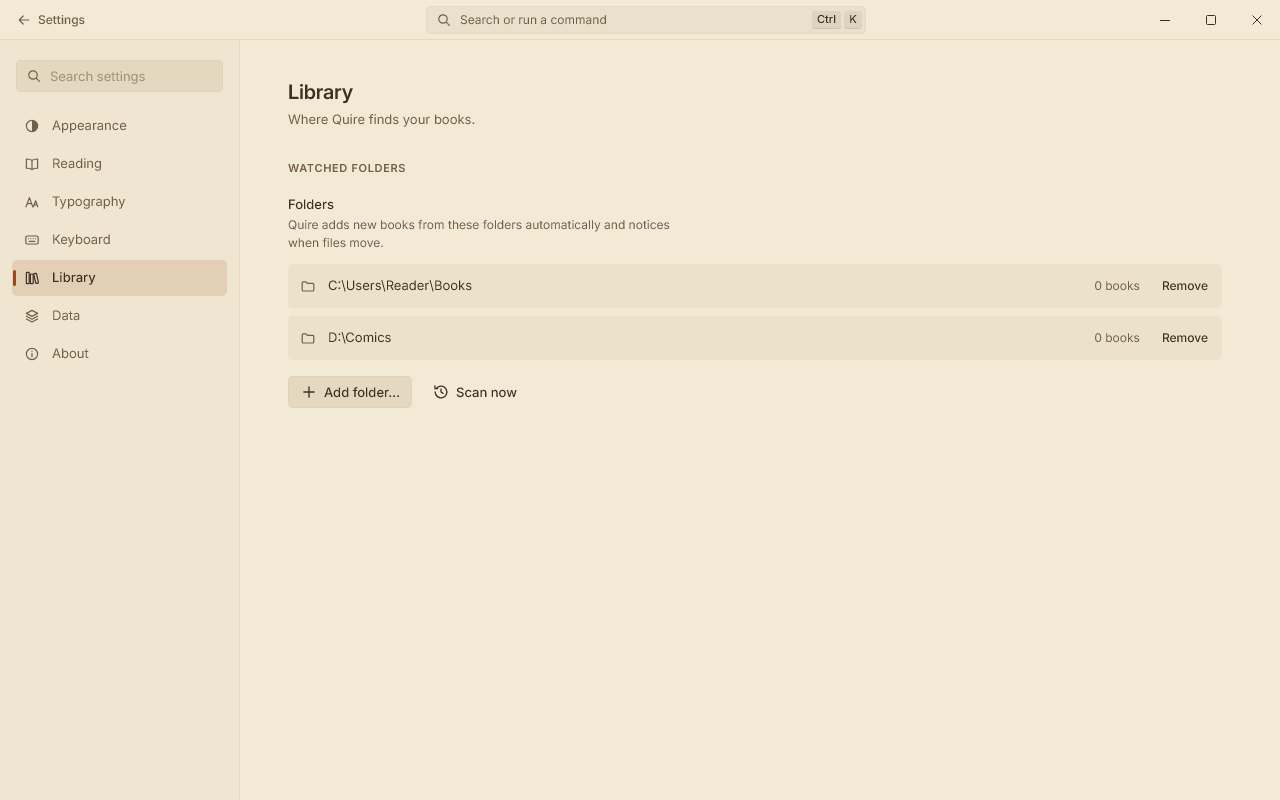 Settings
Search or run a command
Ctrl K
Search settings
Appearance
Reading
Typography
Keyboard
Library
Data
About
Library
Where Quire finds your books.
WATCHED FOLDERS
Folders
Quire adds new books from these folders automatically and notices
when files move.
C:\Users\Reader\Books 0 books Remove
D:\Comics 0 books Remove
Add folder... Scan now